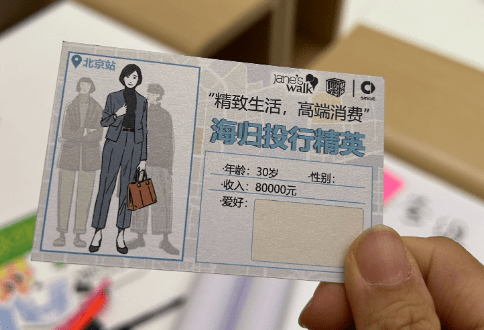 北京站
jane's
walk
"精致生活，高端消费"
海归投行精英
·年龄：30岁 ·性别：
·收入：80000元
·爱好：